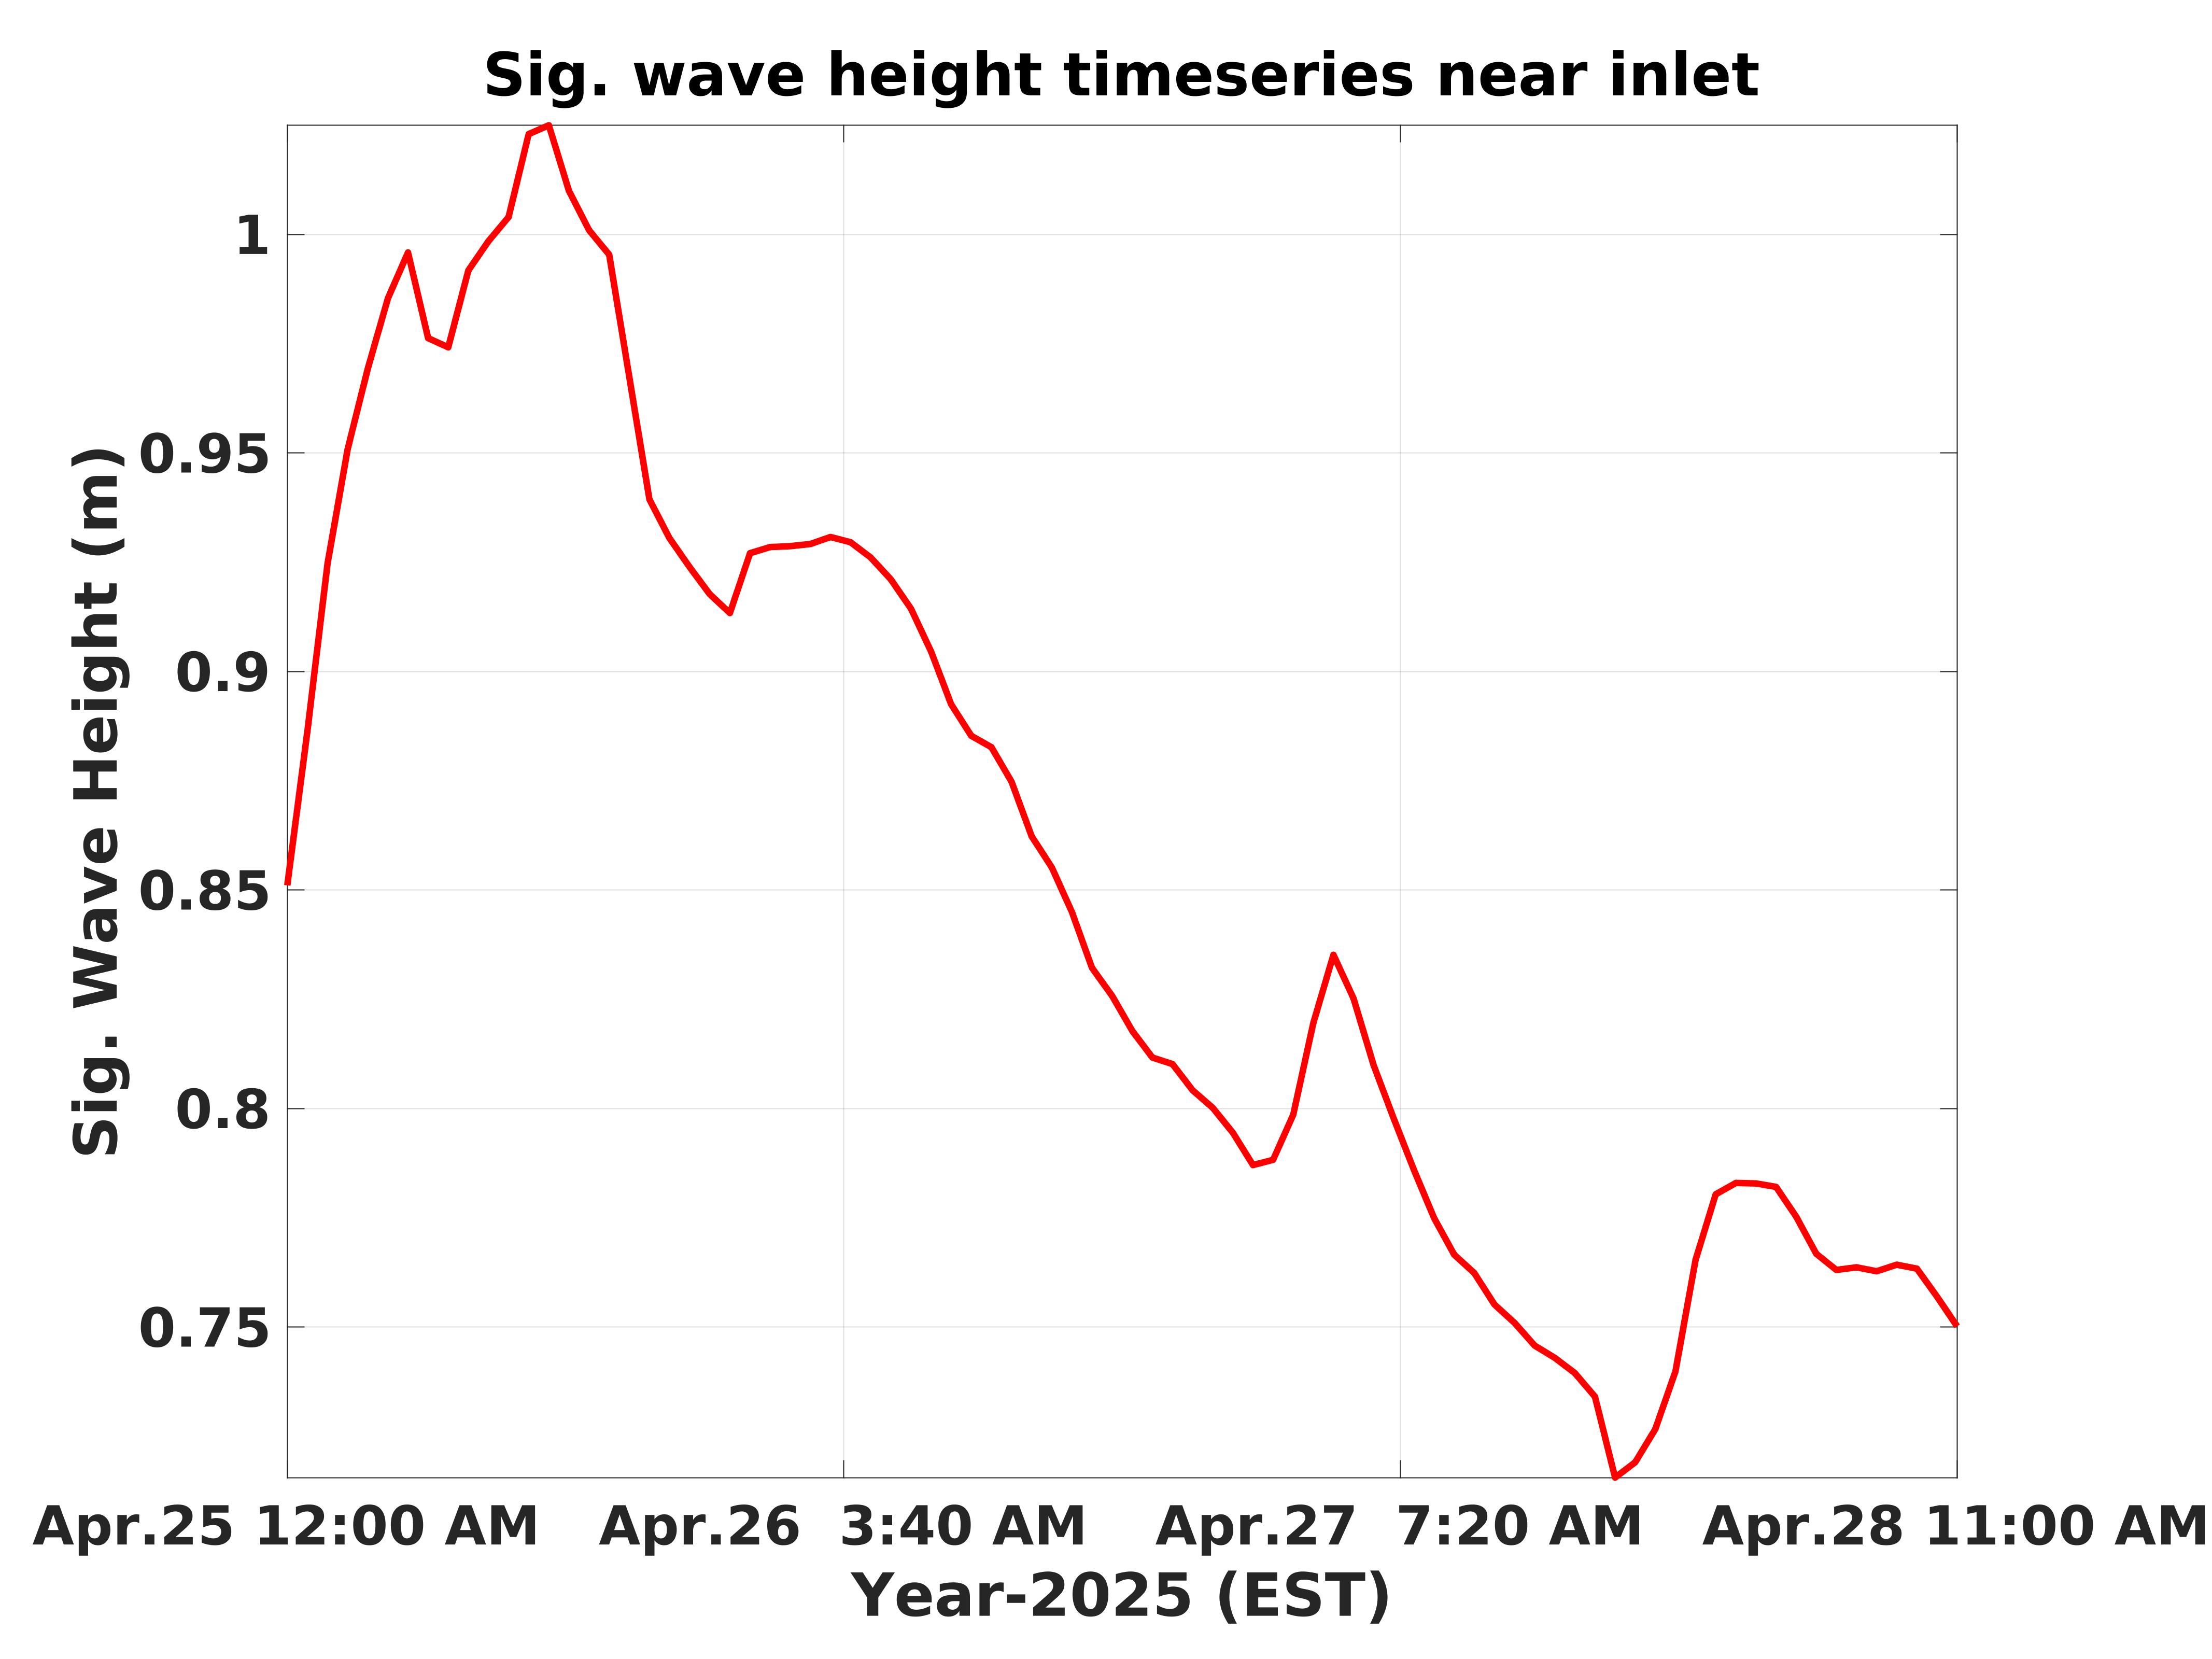 Sig. wave height timeseries near inlet
Sig. Wave Height (m)
1
0.95
0.9
0.85
0.8
0.75
Apr.25 12:00 AM Apr.26 3:40 AM Apr.27 7:20 AM Apr.28 11:00 AM
Year-2025 (EST)